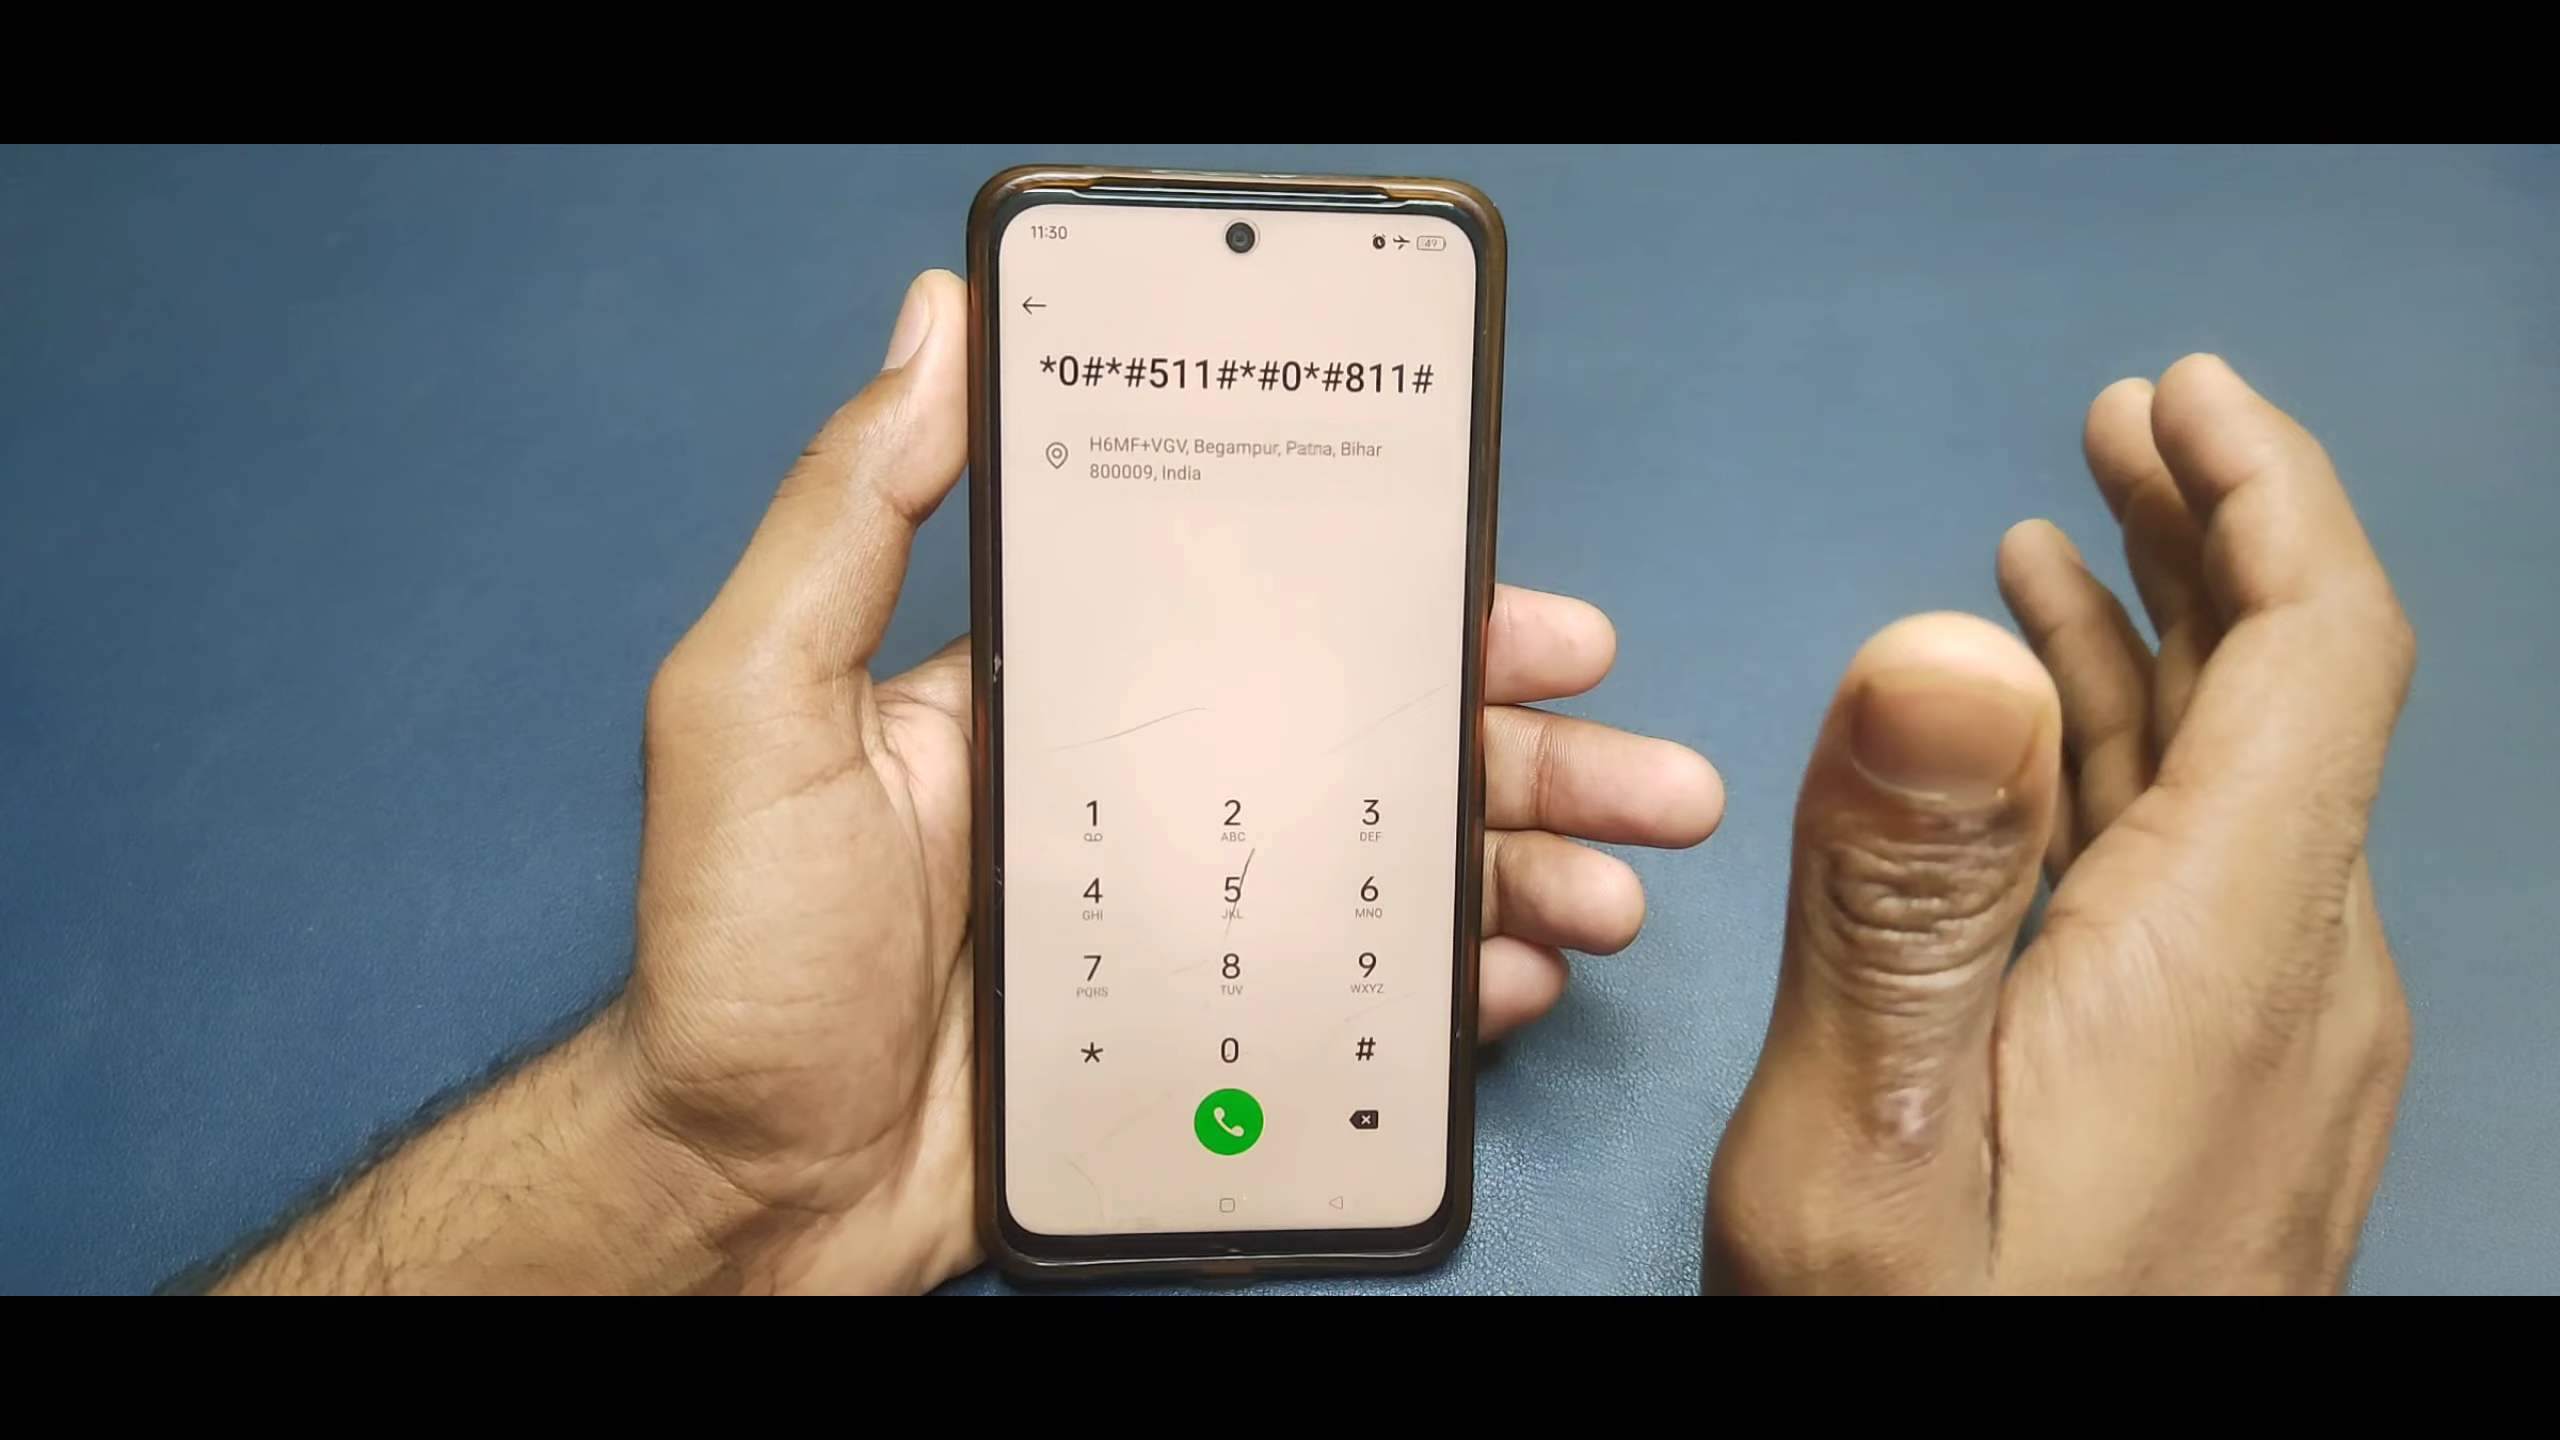 11:30
49
*0#*#511#*#0*#811#
H6MF+VGV, Begampur, Patna, Bihar
800009, India
1 2 3
ABC DEF
4 5 6
GHI JKL MNO
7 8 9
PQRS TUV WXYZ
* 0 #